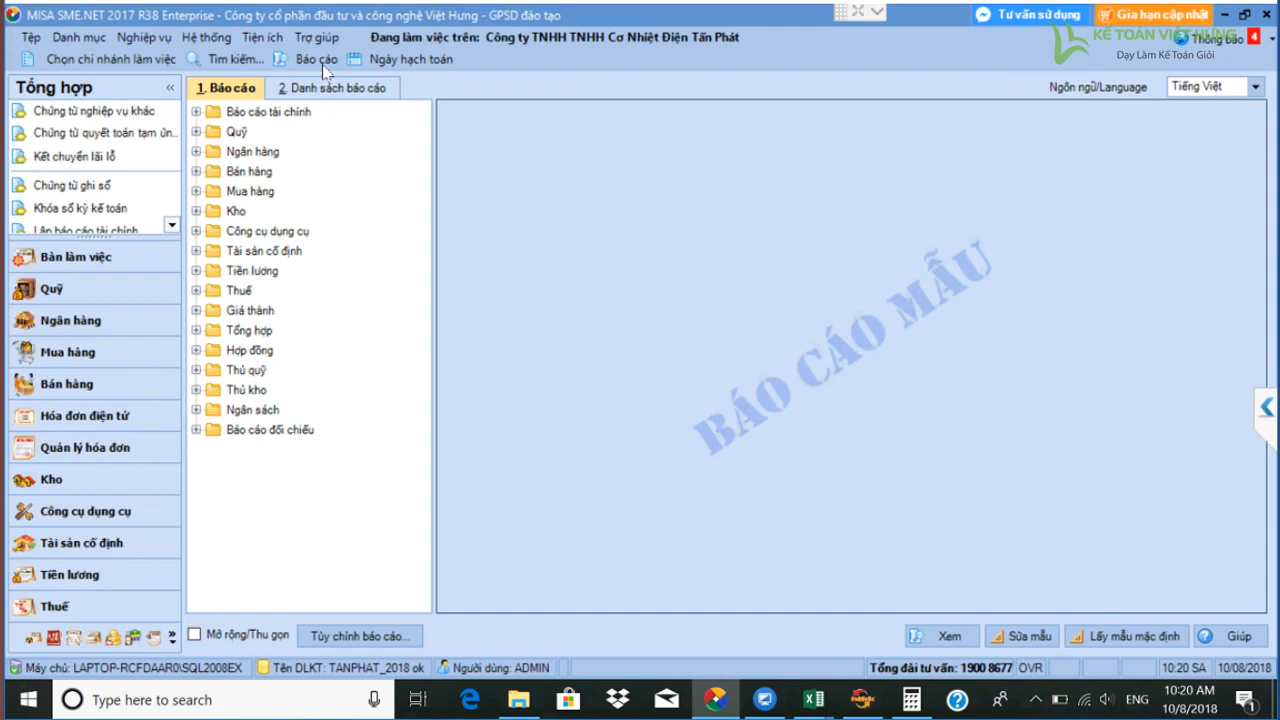 MISA SME.NET 2017 R38 Enterprise - Công ty cổ phần đầu tư và công nghệ Việt Hưng - GPSD đào tạo
Tư vấn sử dụng
Gia hạn cập nhật
Tệp Danh mục Nghiệp vụ Hệ thống Tiện ích Trợ giúp Đang làm việc trên: Công ty TNHH TNHH Cơ Nhiệt Điện Tấn Phát
Thông báo 4
KẾ TOÁN VIỆT HƯNG
Dạy Làm Kế Toán Giỏi
Chọn chi nhánh làm việc Tìm kiếm... Báo cáo Ngày hạch toán
Tổng hợp
1. Báo cáo 2. Danh sách báo cáo
Ngôn ngữ/Language Tiếng Việt
Chứng từ nghiệp vụ khác
Chứng từ quyết toán tạm ứn...
Kết chuyển lãi lỗ
Chứng từ ghi sổ
Khóa sổ kỳ kế toán
Lập báo cáo tài chính
Bàn làm việc
Quỹ
Ngân hàng
Mua hàng
Bán hàng
Hóa đơn điện tử
Quản lý hóa đơn
Kho
Công cụ dụng cụ
Tài sản cố định
Tiền lương
Thuế
Báo cáo tài chính
Quỹ
Ngân hàng
Bán hàng
Mua hàng
Kho
Công cụ dụng cụ
Tài sản cố định
Tiền lương
Thuế
Giá thành
Tổng hợp
Hợp đồng
Thủ quỹ
Thủ kho
Ngân sách
Báo cáo đối chiếu
BÁO CÁO MẪU
Mở rộng/Thu gọn Tùy chỉnh báo cáo...
Xem Sửa mẫu Lấy mẫu mặc định Giúp
Máy chủ: LAPTOP-RCFDAAR0\SQL2008EX Tên DLKT: TANPHAT_2018 ok Người dùng: ADMIN Tổng đài tư vấn: 1900 8677 OVR 10:20 SA 10/08/2018
Type here to search
ENG
10:20 AM
10/8/2018
1